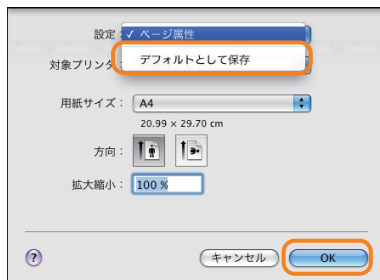 設定：✓ ページ属性
デフォルトとして保存
対象プリンタ
用紙サイズ： A4
20.99 × 29.70 cm
方向：
拡大縮小： 100 %
? キャンセル OK